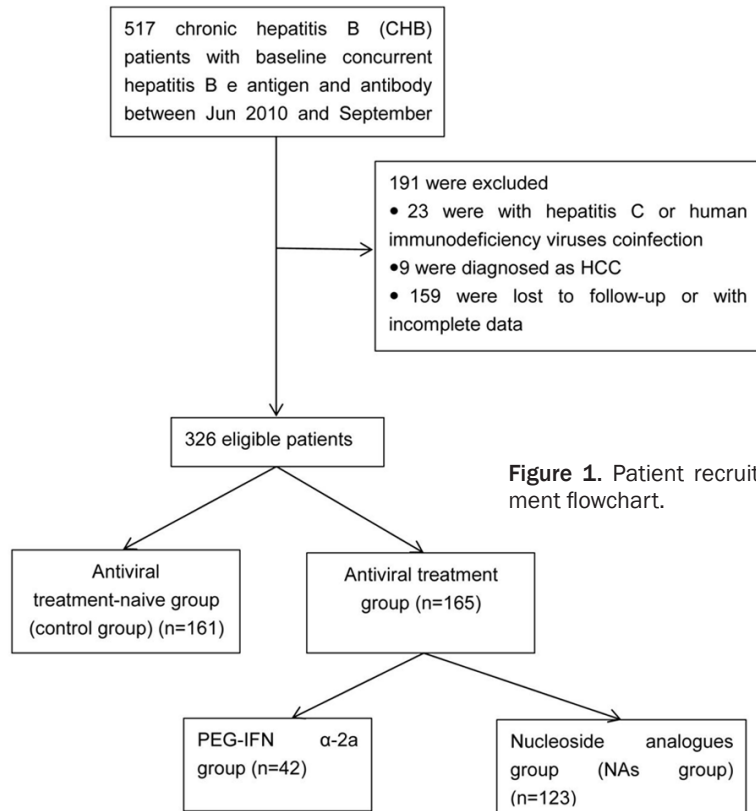 517 chronic hepatitis B (CHB)
patients with baseline concurrent
hepatitis B e antigen and antibody
between Jun 2010 and September
191 were excluded
● 23 were with hepatitis C or human
immunodeficiency viruses coinfection
●9 were diagnosed as HCC
● 159 were lost to follow-up or with
incomplete data
326 eligible patients
Figure 1. Patient recruit-
ment flowchart.
Antiviral
treatment-naive group
(control group) (n=161)
Antiviral treatment
group (n=165)
PEG-IFN α-2a
group (n=42)
Nucleoside analogues
group (NAs group)
(n=123)